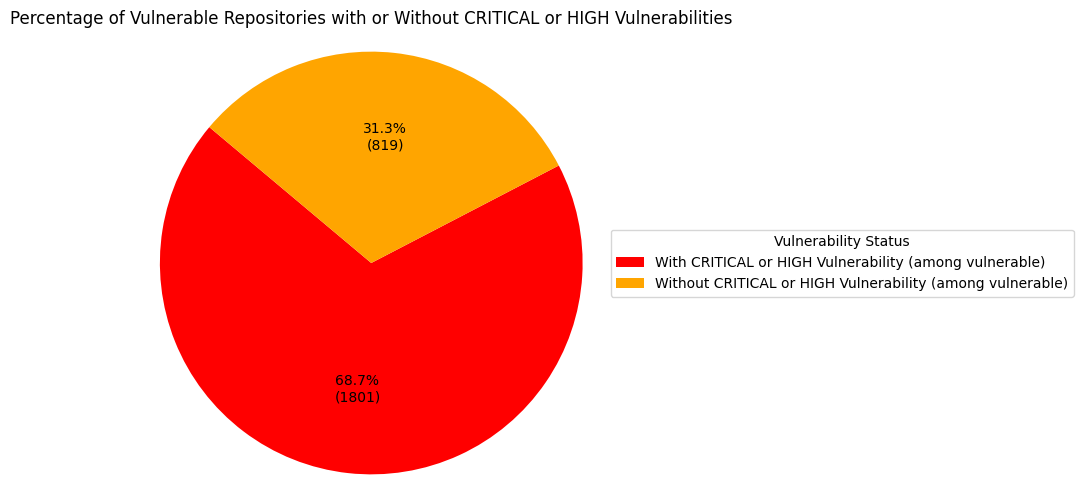 Percentage of Vulnerable Repositories with or Without CRITICAL or HIGH Vulnerabilities
31.3%
(819)
Vulnerability Status
With CRITICAL or HIGH Vulnerability (among vulnerable)
Without CRITICAL or HIGH Vulnerability (among vulnerable)
68.7%
(1801)